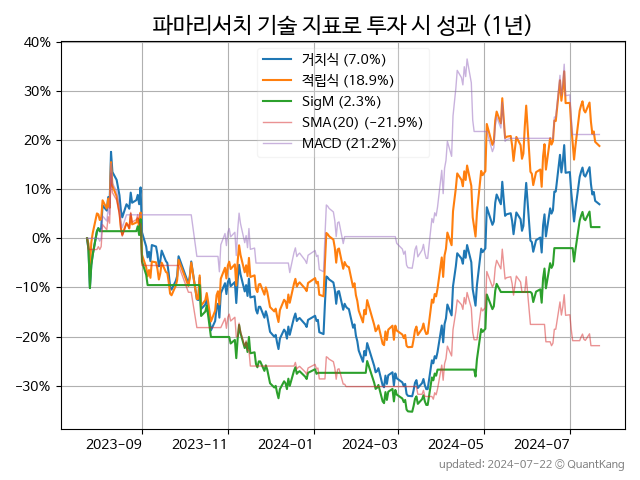 파마리서치 기술 지표로 투자 시 성과 (1년)
40%
30%
20%
10%
0%
−10%
−20%
−30%
거치식 (7.0%)
적립식 (18.9%)
SigM (2.3%)
SMA(20) (−21.9%)
MACD (21.2%)
2023-09
2023-11
2024-01
2024-03
2024-05
2024-07
updated: 2024-07-22 © QuantKang